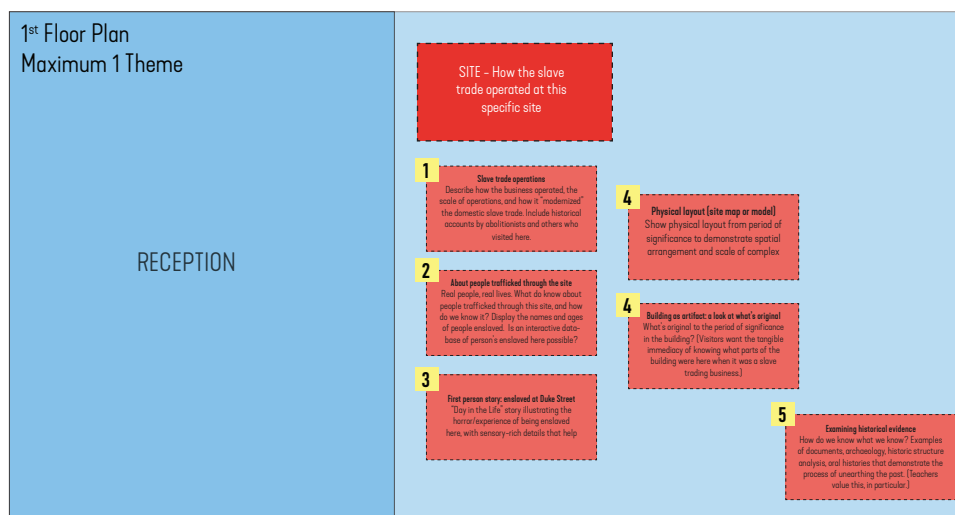 1st Floor Plan
Maximum 1 Theme
RECEPTION
SITE – How the slave
trade operated at this
specific site
1
Slave trade operations
Describe how the business operated, the
scale of operations, and how it "modernized"
the domestic slave trade. Include historical
accounts by abolitionists and others who
visited here.
2
About people trafficked through the site
Real people, real lives. What do know about
people trafficked through this site, and how
do we know it? Display the names and ages
of people enslaved. Is an interactive data-
base of person's enslaved here possible?
3
First person story: enslaved at Duke Street
"Day in the Life" story illustrating the
horror/experience of being enslaved
here, with sensory-rich details that help
4
Physical layout (site map or model)
Show physical layout from period of
significance to demonstrate spatial
arrangement and scale of complex
4
Building as artifact: a look at what's original
What's original to the period of significance
in the building? (Visitors want the tangible
immediacy of knowing what parts of the
building were here when it was a slave
trading business.)
5
Examining historical evidence
How do we know what we know? Examples
of documents, archaeology, historic structure
analysis, oral histories that demonstrate the
process of unearthing the past. (Teachers
value this, in particular.)